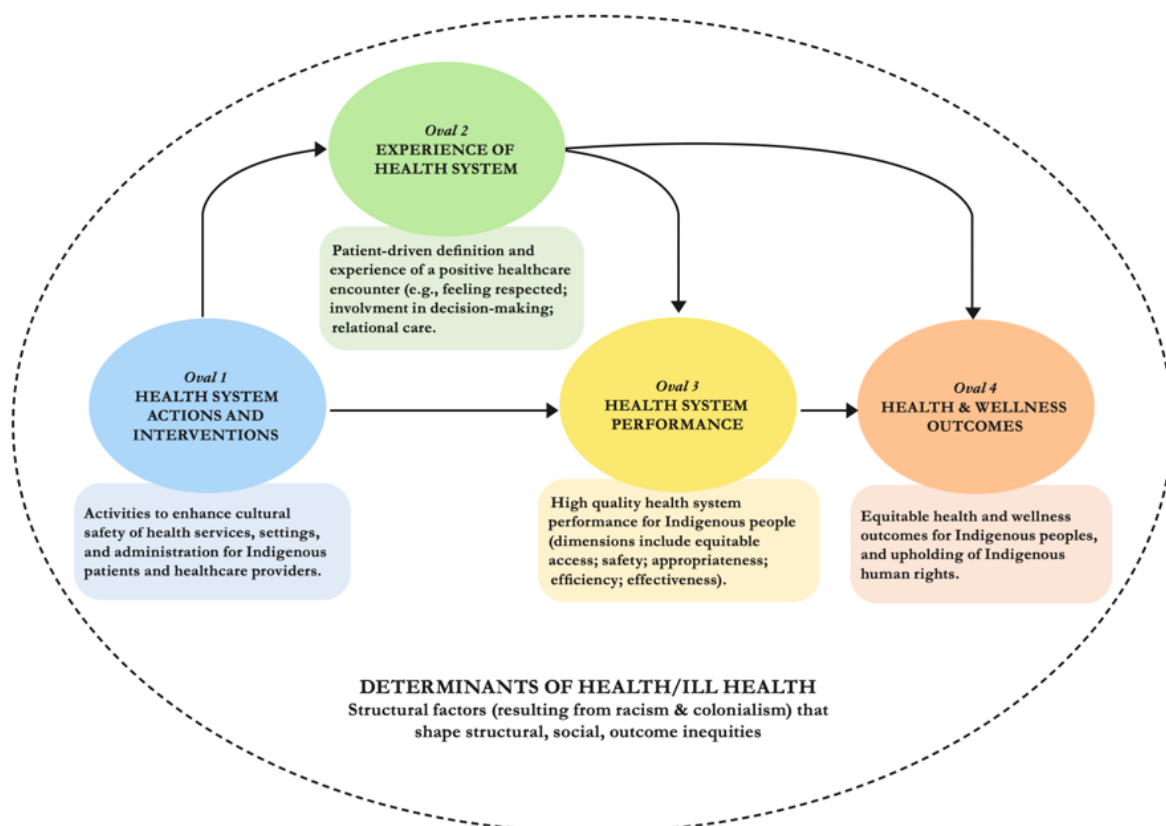 Oval 2
EXPERIENCE OF
HEALTH SYSTEM
Patient-driven definition and
experience of a positive healthcare
encounter (e.g., feeling respected;
involvment in decision-making;
relational care.
Oval 1
HEALTH SYSTEM
ACTIONS AND
INTERVENTIONS
Activities to enhance cultural
safety of health services, settings,
and administration for Indigenous
patients and healthcare providers.
Oval 3
HEALTH SYSTEM
PERFORMANCE
High quality health system
performance for Indigenous people
(dimensions include equitable
access; safety; appropriateness;
efficiency; effectiveness).
Oval 4
HEALTH & WELLNESS
OUTCOMES
Equitable health and wellness
outcomes for Indigenous peoples,
and upholding of Indigenous
human rights.
DETERMINANTS OF HEALTH/ILL HEALTH
Structural factors (resulting from racism & colonialism) that
shape structural, social, outcome inequities